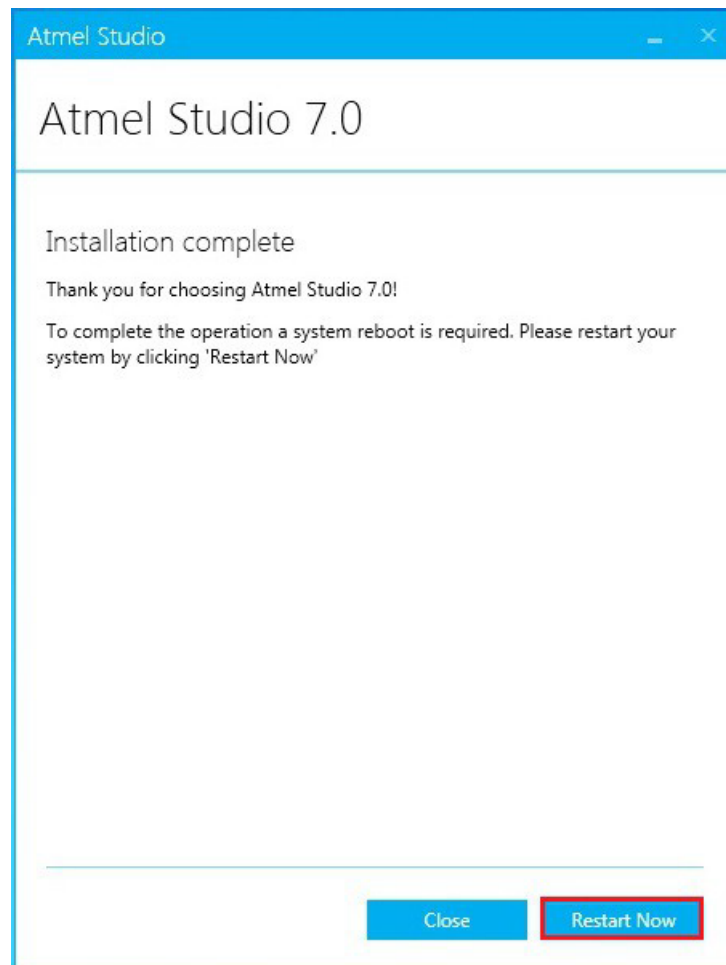 Atmel Studio
Atmel Studio 7.0
Installation complete
Thank you for choosing Atmel Studio 7.0!
To complete the operation a system reboot is required. Please restart your
system by clicking 'Restart Now'
Close
Restart Now